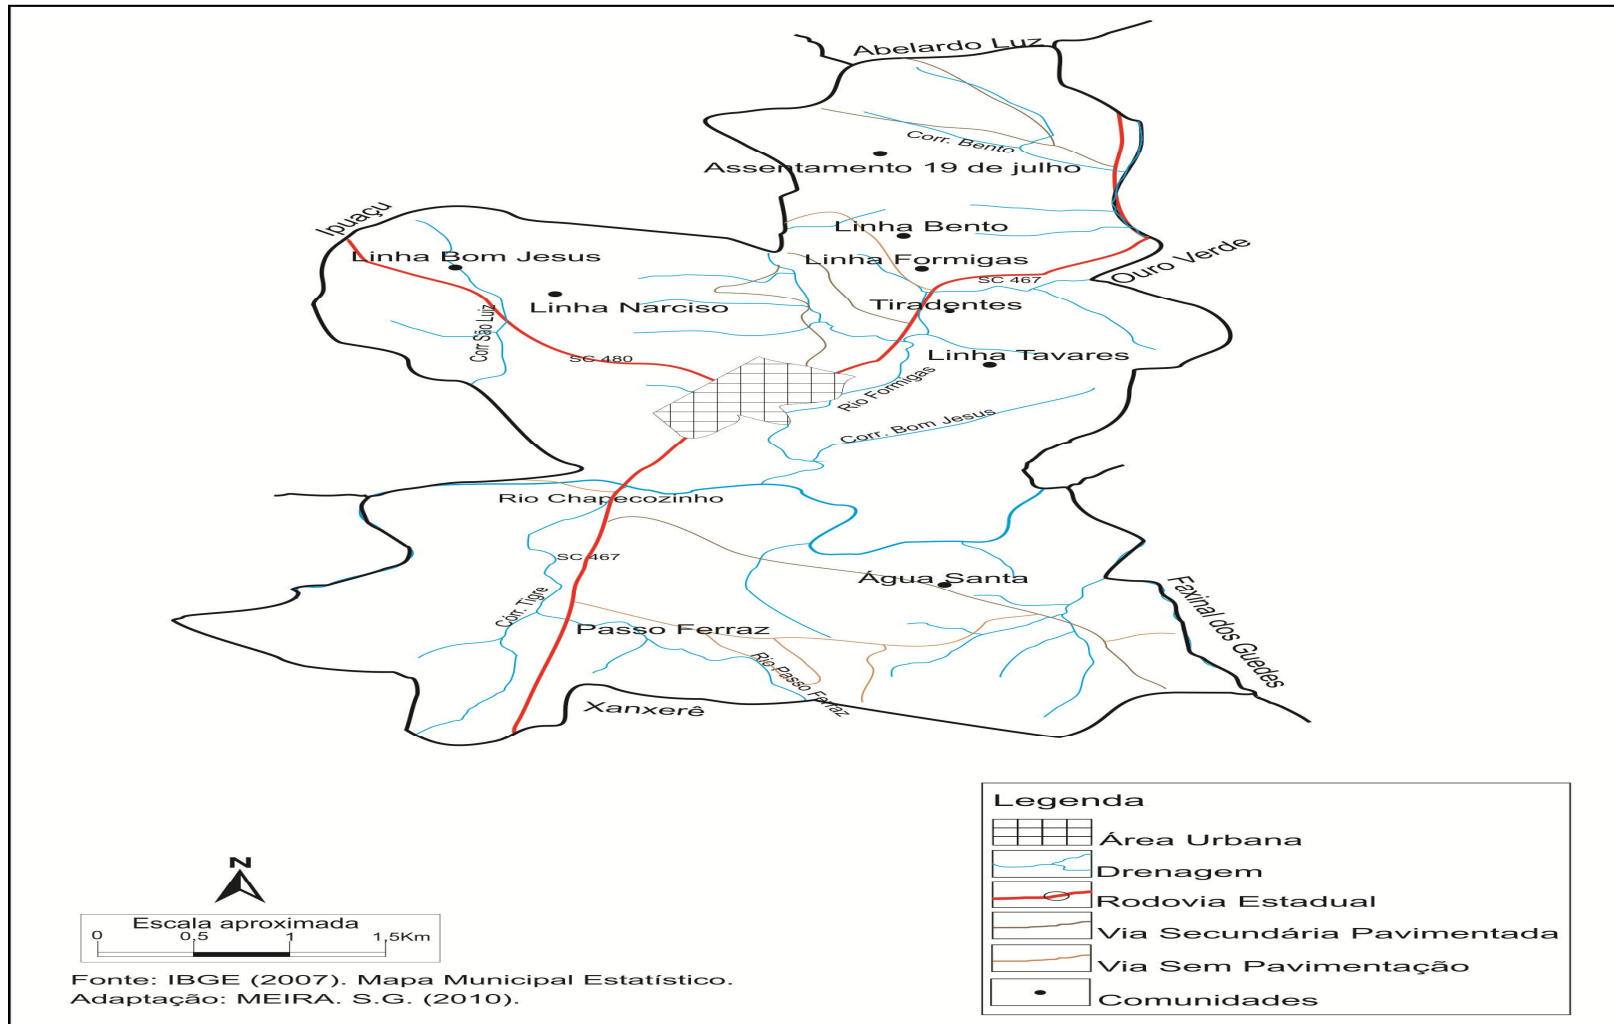 Abelardo Luz
Corr. Bento
Assentamento 19 de julho
Ipuaçu
Linha Bento
Linha Bom Jesus
Linha Formigas
Ouro Verde
SC 467
Linha Narciso
Tiradentes
Corr São Luiz
SC 480
Linha Tavares
Rio Formigas
Corr. Bom Jesus
Rio Chapecozinho
SC 467
Água Santa
Córr. Tigre
Passo Ferraz
Faxinal dos Guedes
Rio Passo Ferraz
Xanxerê
Legenda
Área Urbana
Drenagem
Rodovia Estadual
Via Secundária Pavimentada
Via Sem Pavimentação
Comunidades
N
Escala aproximada
0 0,5 1 1,5Km
Fonte: IBGE (2007). Mapa Municipal Estatístico.
Adaptação: MEIRA. S.G. (2010).